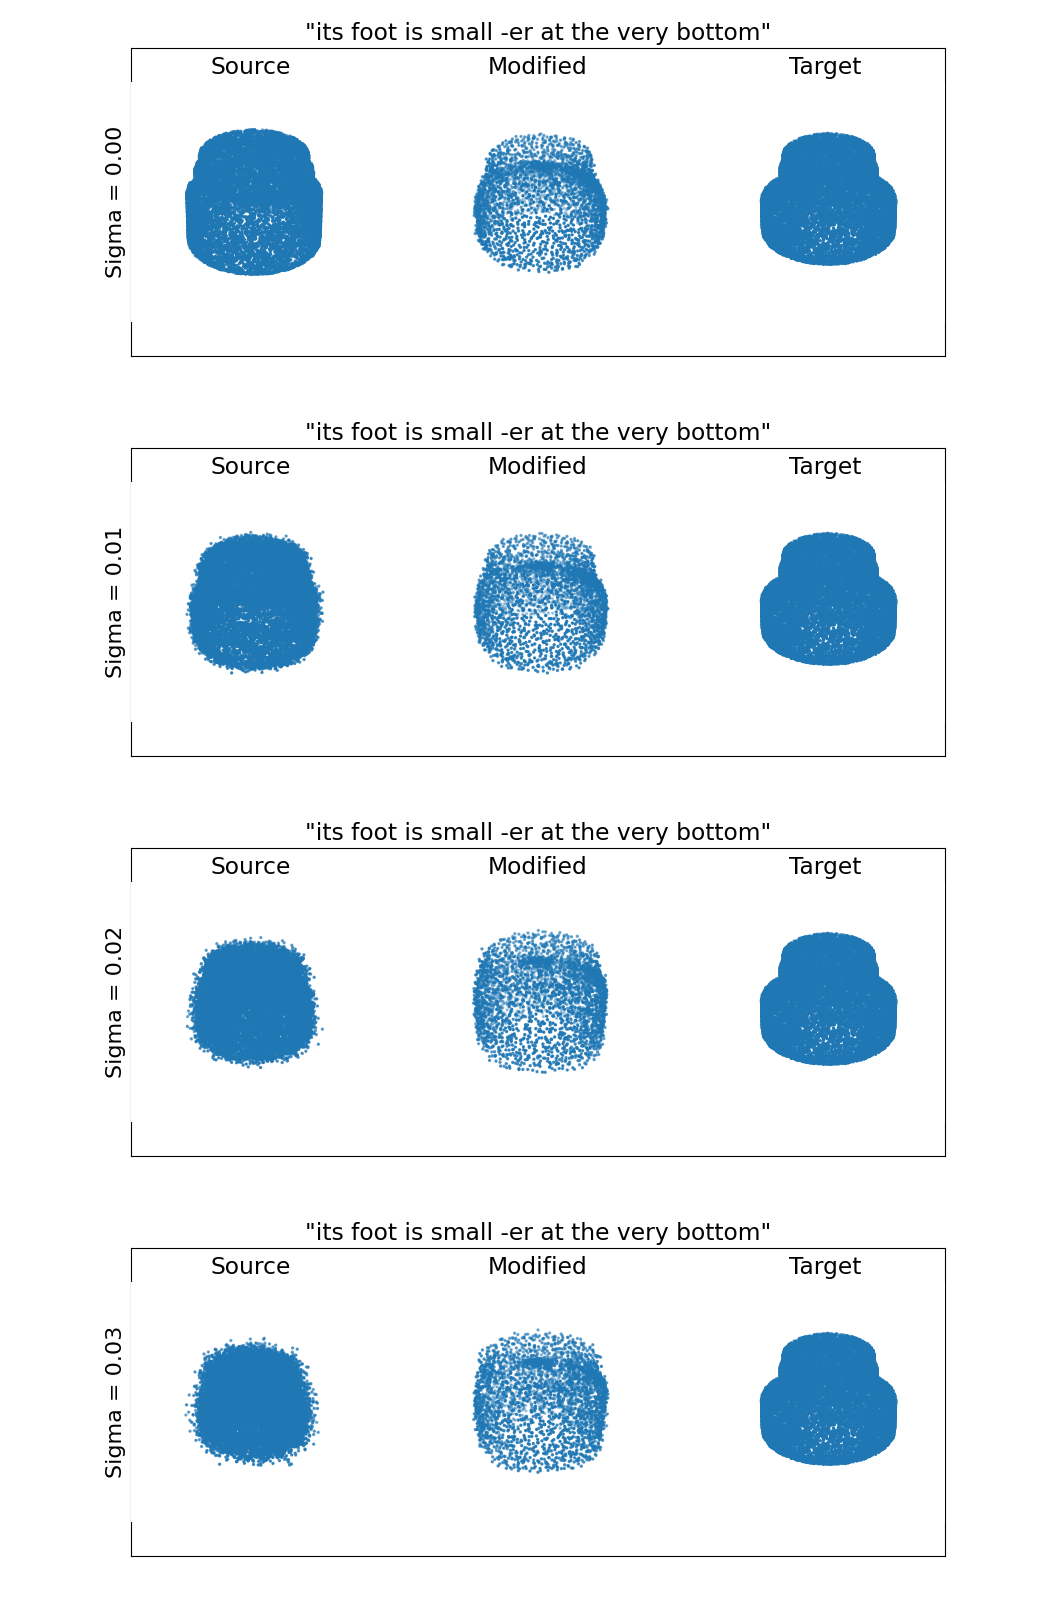 "its foot is small -er at the very bottom"
Source Modified Target
Sigma = 0.00
"its foot is small -er at the very bottom"
Source Modified Target
Sigma = 0.01
"its foot is small -er at the very bottom"
Source Modified Target
Sigma = 0.02
"its foot is small -er at the very bottom"
Source Modified Target
Sigma = 0.03